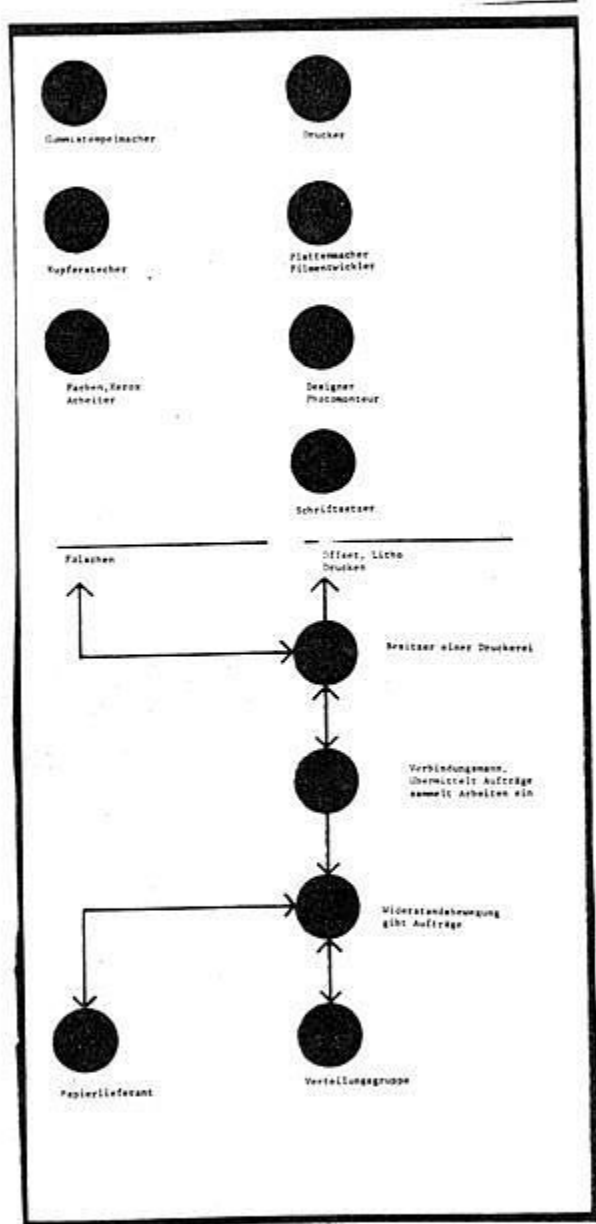 Gummistempelmacher
Drucker
Kupferstecher
Plattenmacher
Filmentwickler
Farben, Xerox
Arbeiter
Designer
Photomonteur
Schriftsetzer
Fälschen
Offset, Litho
Drucken
Besitzer einer Druckerei
Verbindungsmann,
übermittelt Aufträge
sammelt Arbeiten ein
Widerstandsbewegung
gibt Aufträge
Papierlieferant
Verteilungsgruppe